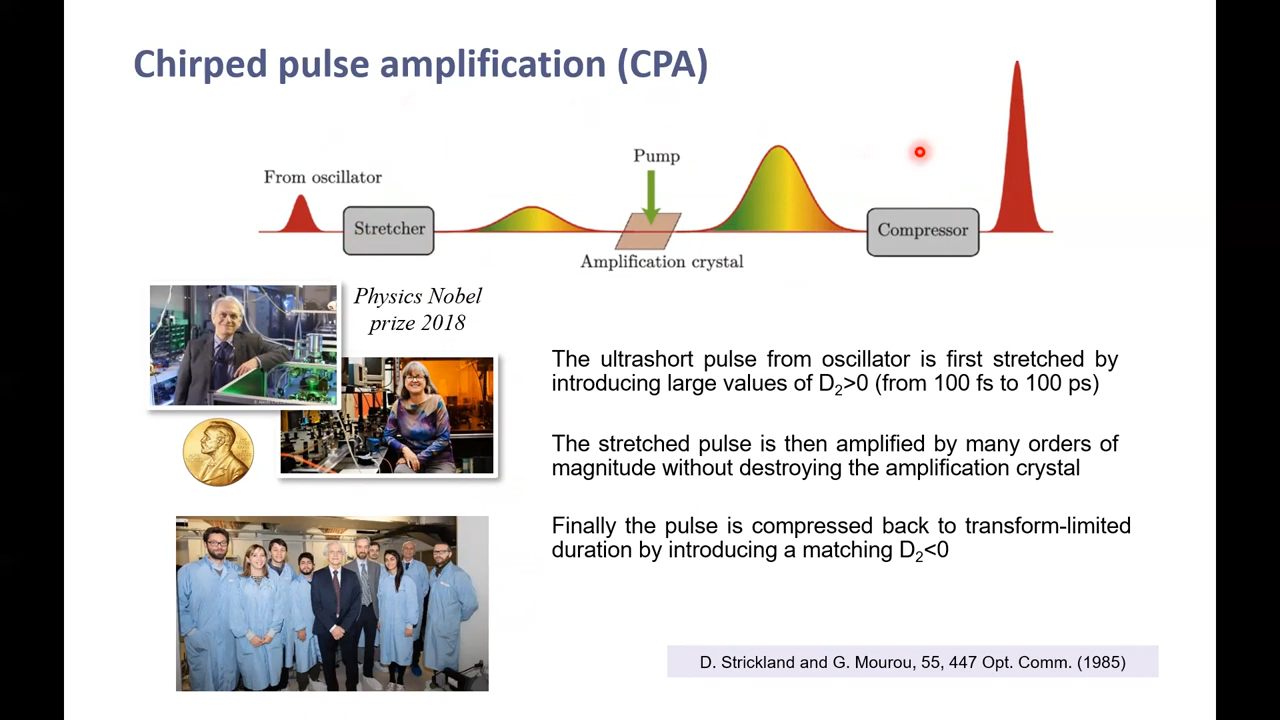 Chirped pulse amplification (CPA)
Pump
From oscillator
Stretcher
Compressor
Amplification crystal
Physics Nobel
prize 2018
The ultrashort pulse from oscillator is first stretched by
introducing large values of D₂>0 (from 100 fs to 100 ps)
The stretched pulse is then amplified by many orders of
magnitude without destroying the amplification crystal
Finally the pulse is compressed back to transform-limited
duration by introducing a matching D₂<0
D. Strickland and G. Mourou, 55, 447 Opt. Comm. (1985)